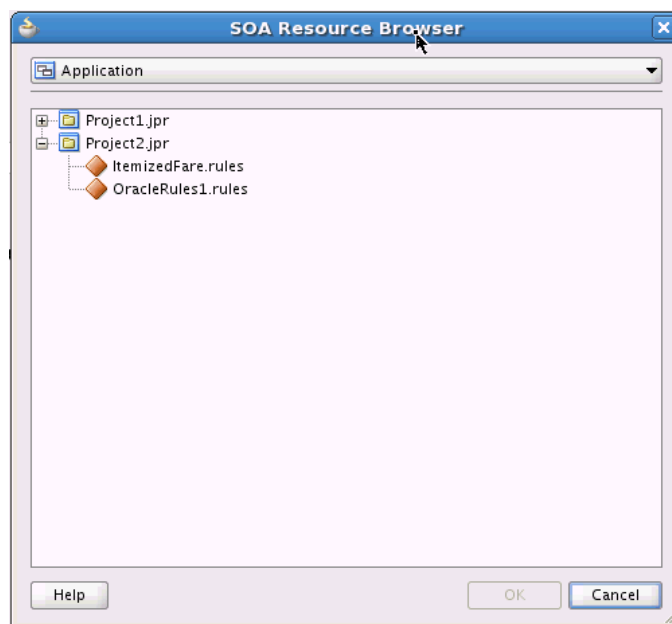 SOA Resource Browser
Application
Project1.jpr
Project2.jpr
ItemizedFare.rules
OracleRules1.rules
Help OK Cancel